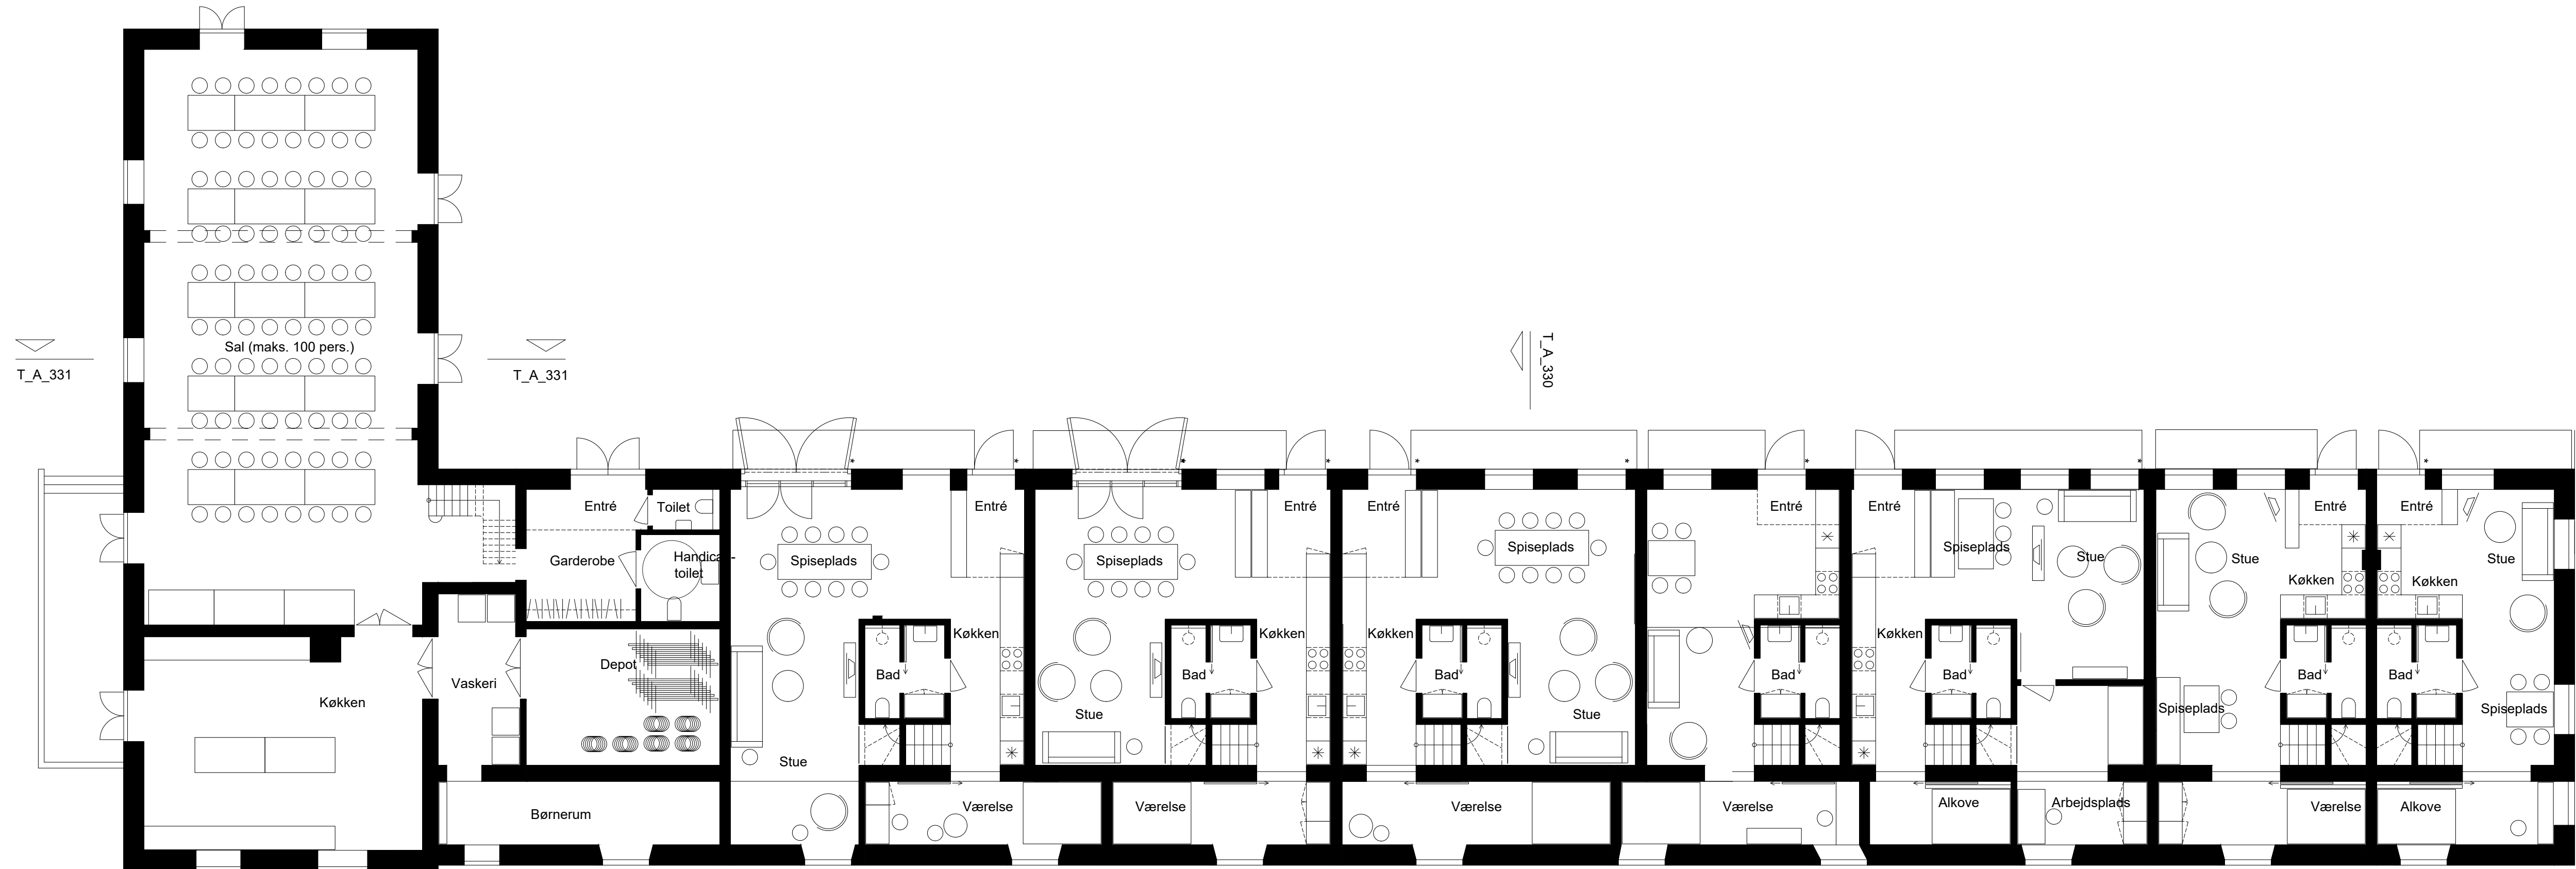 Sal (maks. 100 pers.)
T_A_331
T_A_331
T_A_330
Entré
Toilet
Garderobe
Handicap-
toilet
Depot
Vaskeri
Køkken
Børnerum
Entré
Spiseplads
Køkken
Bad
Stue
Værelse
Entré
Spiseplads
Køkken
Bad
Stue
Værelse
Entré
Spiseplads
Køkken
Bad
Stue
Værelse
Entré
Bad
Værelse
Entré
Spiseplads
Stue
Køkken
Bad
Alkove
Arbejdsplads
Entré
Stue
Køkken
Bad
Spiseplads
Værelse
Entré
Stue
Køkken
Bad
Spiseplads
Alkove